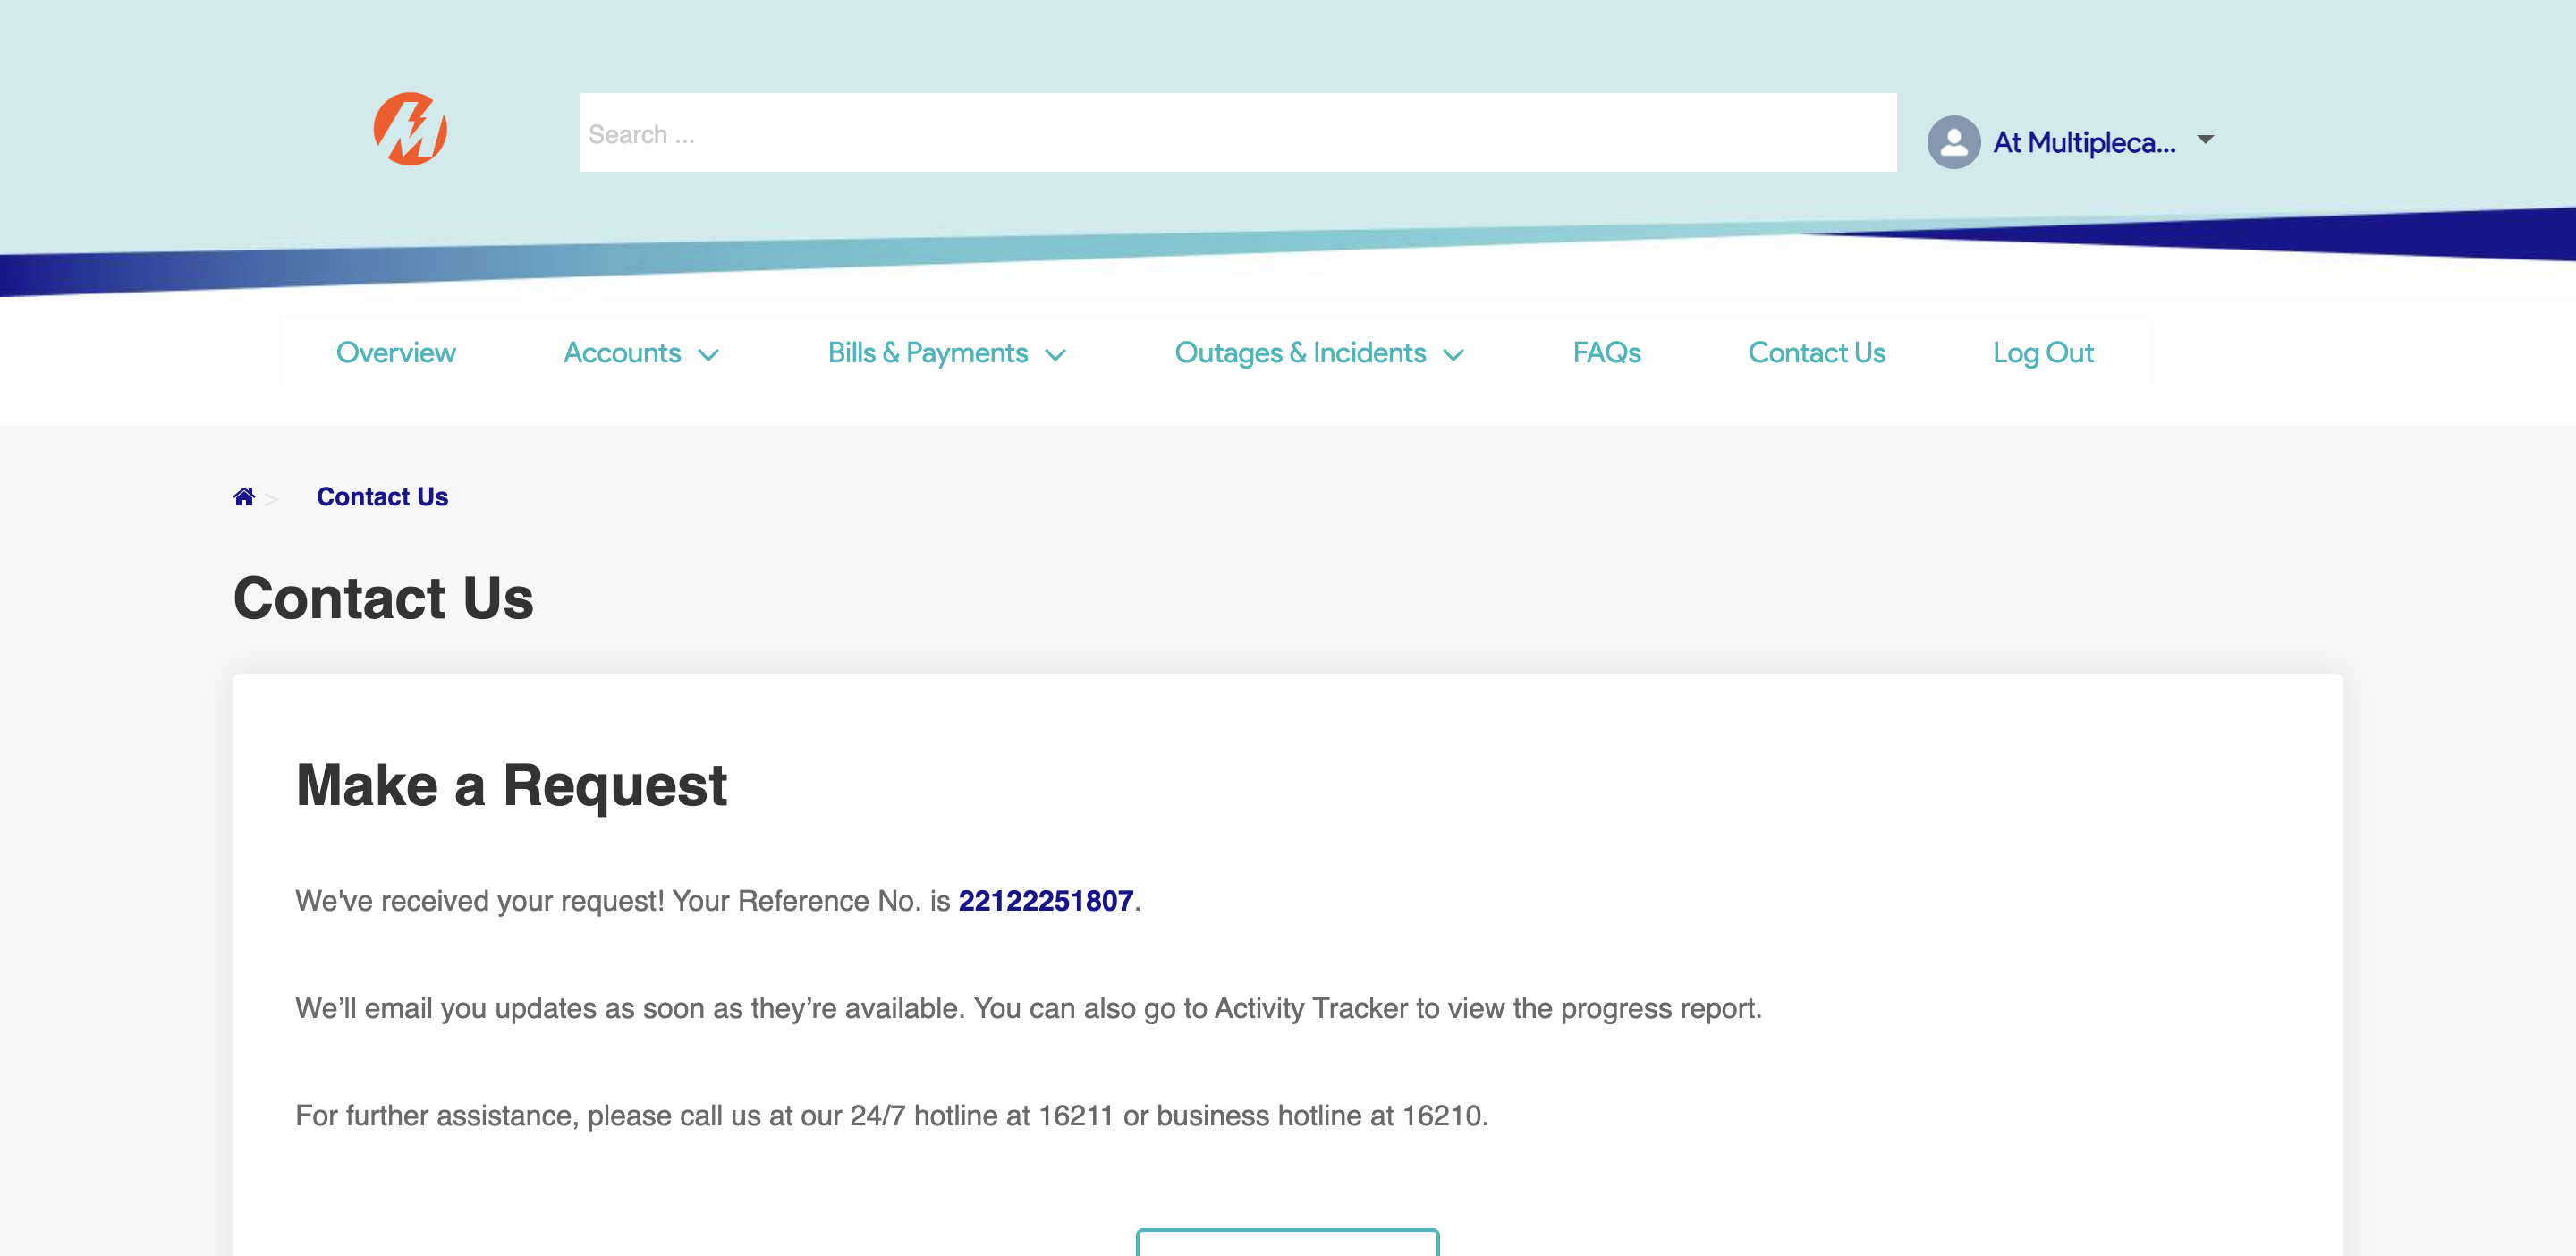 Search ...
At Multipleca...
Overview
Accounts
Bills & Payments
Outages & Incidents
FAQs
Contact Us
Log Out
> Contact Us
Contact Us
Make a Request
We've received your request! Your Reference No. is 22122251807.
We’ll email you updates as soon as they’re available. You can also go to Activity Tracker to view the progress report.
For further assistance, please call us at our 24/7 hotline at 16211 or business hotline at 16210.